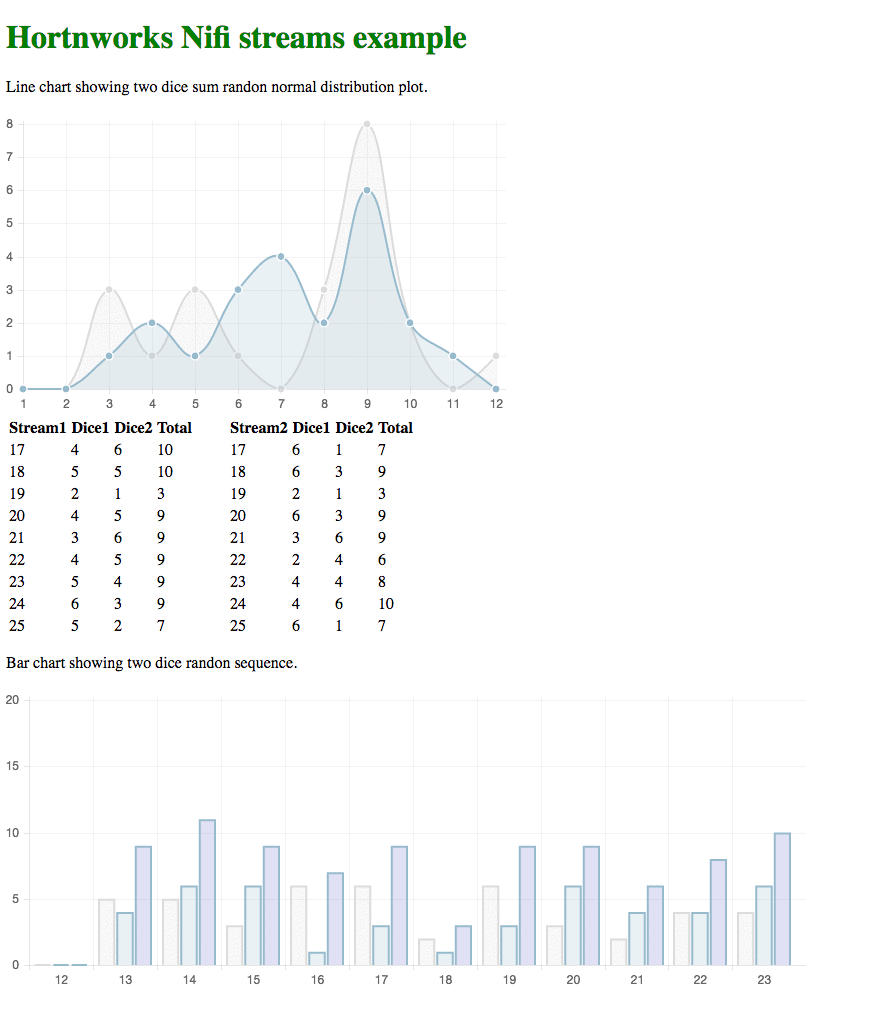 Hortnworks Nifi streams example
Line chart showing two dice sum randon normal distribution plot.
8
7
6
5
4
3
2
1
0
1 2 3 4 5 6 7 8 9 10 11 12
Stream1 Dice1 Dice2 Total Stream2 Dice1 Dice2 Total
17 4 6 10 17 6 1 7
18 5 5 10 18 6 3 9
19 2 1 3 19 2 1 3
20 4 5 9 20 6 3 9
21 3 6 9 21 3 6 9
22 4 5 9 22 2 4 6
23 5 4 9 23 4 4 8
24 6 3 9 24 4 6 10
25 5 2 7 25 6 1 7
Bar chart showing two dice randon sequence.
20
15
10
5
0
12 13 14 15 16 17 18 19 20 21 22 23